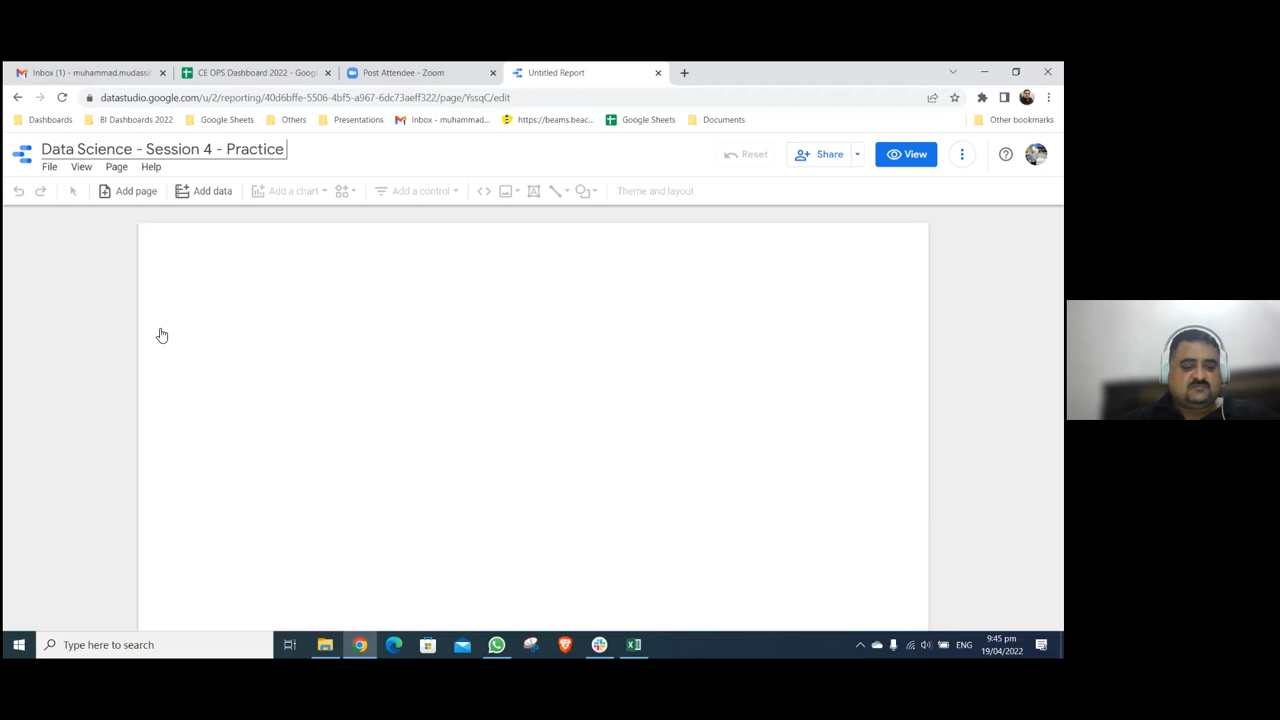 Inbox (1) - muhammad.mudassir
CE OPS Dashboard 2022 - Googl
Post Attendee - Zoom
Untitled Report
datastudio.google.com/u/2/reporting/40d6bffe-5506-4bf5-a967-6dc73aeff322/page/YssqC/edit
Dashboards
BI Dashboards 2022
Google Sheets
Others
Presentations
Inbox - muhammad...
https://beams.beac...
Google Sheets
Documents
Other bookmarks
Data Science - Session 4 - Practice
Reset
Share
View
File View Page Help
Add page
Add data
Add a chart
Add a control
Theme and layout
Type here to search
ENG
9:45 pm
19/04/2022